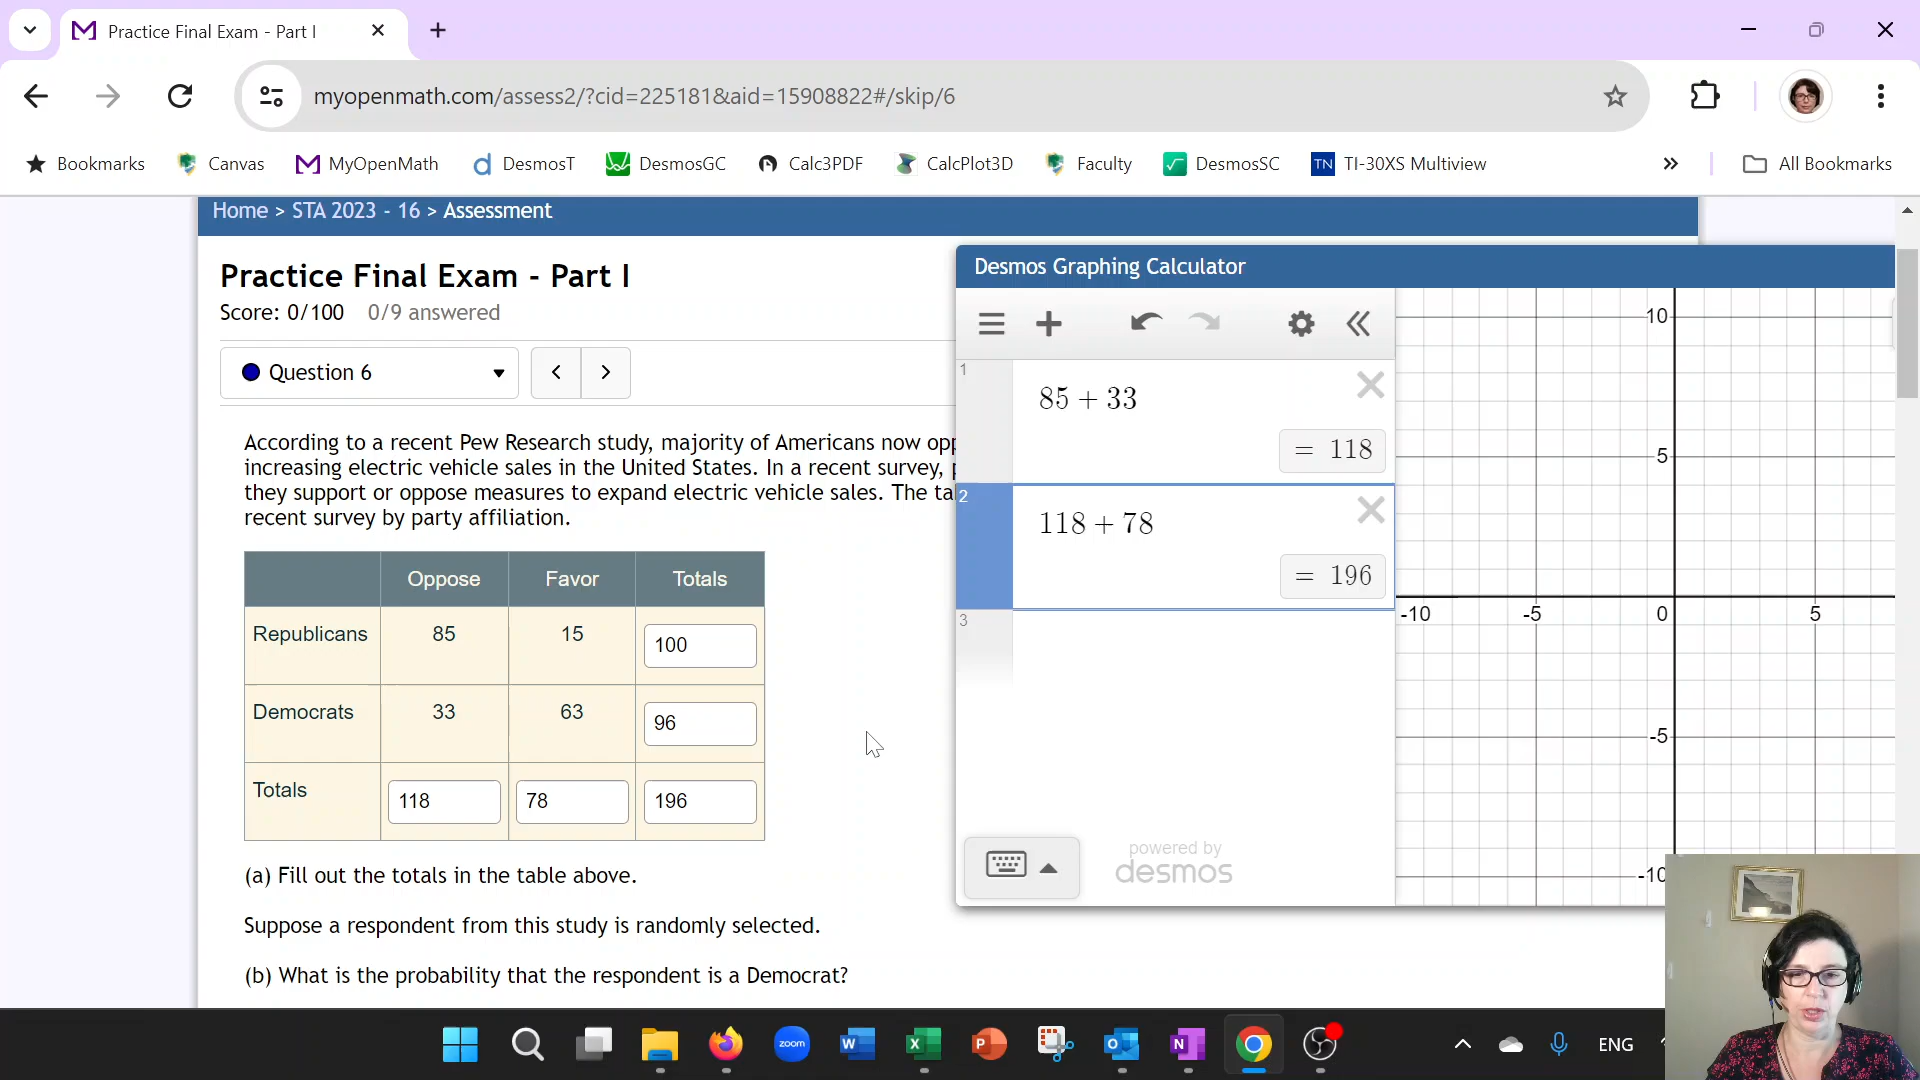 Practice Final Exam - Part I
myopenmath.com/assess2/?cid=225181&aid=15908822#/skip/6
Bookmarks
Canvas
MyOpenMath
DesmosT
DesmosGC
Calc3PDF
CalcPlot3D
Faculty
DesmosSC
TN
TI-30XS Multiview
All Bookmarks
Home > STA 2023 - 16 > Assessment
Practice Final Exam - Part I
Score: 0/100 0/9 answered
Question 6
According to a recent Pew Research study, majority of Americans now opp
increasing electric vehicle sales in the United States. In a recent survey, p
they support or oppose measures to expand electric vehicle sales. The ta
recent survey by party affiliation.
Oppose Favor Totals
Republicans 85 15 100
Democrats 33 63 96
Totals 118 78 196
(a) Fill out the totals in the table above.
Suppose a respondent from this study is randomly selected.
(b) What is the probability that the respondent is a Democrat?
Desmos Graphing Calculator
1
85 + 33
= 118
2
118 + 78
= 196
3
powered by
desmos
10
5
-10 -5 0 5
-5
-10
zoom
W
X
P
O
N
ENG